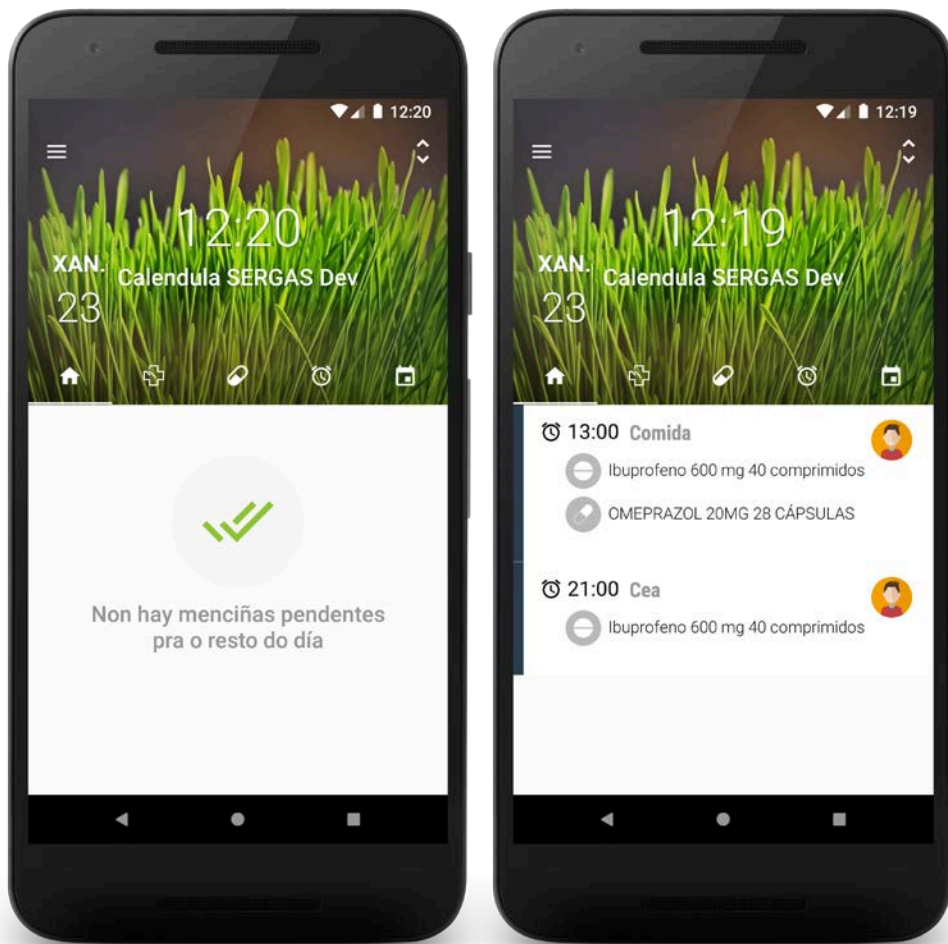 12:20
12:20
XAN.
Calendula SERGAS Dev
23
Non hay menciñas pendentes
pra o resto do día
12:19
12:19
XAN.
Calendula SERGAS Dev
23
13:00 Comida
Ibuprofeno 600 mg 40 comprimidos
OMEPRAZOL 20MG 28 CÁPSULAS
21:00 Cea
Ibuprofeno 600 mg 40 comprimidos